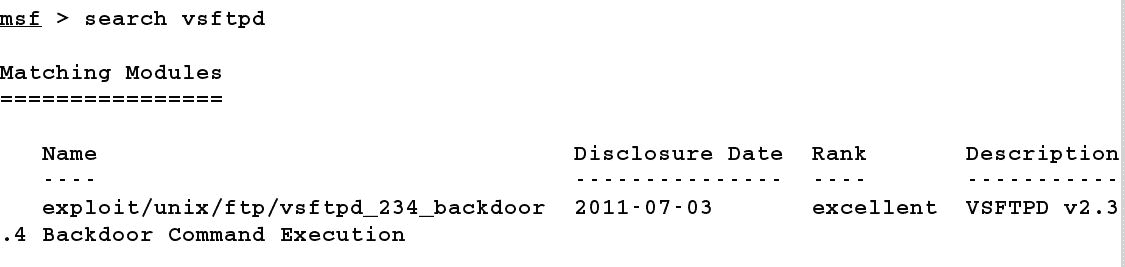 msf > search vsftpd
Matching Modules
================
Name Disclosure Date Rank Description
---- --------------- ---- -----------
exploit/unix/ftp/vsftpd_234_backdoor 2011-07-03 excellent VSFTPD v2.3
.4 Backdoor Command Execution